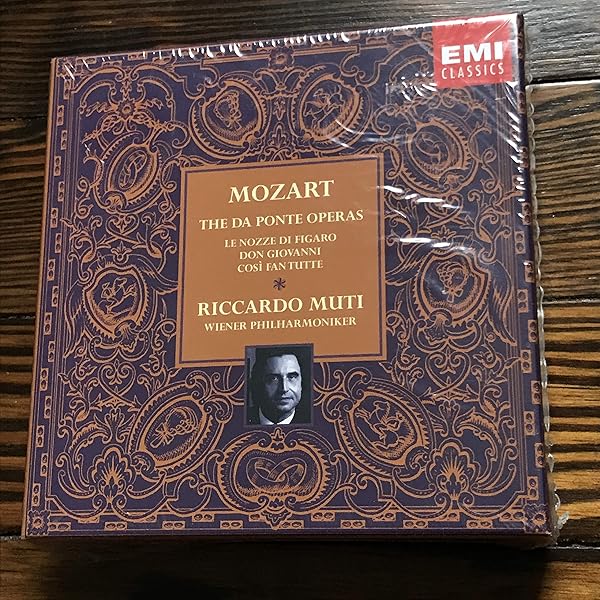 EMI
CLASSICS
MOZART
THE DA PONTE OPERAS
LE NOZZE DI FIGARO
DON GIOVANNI
COSÌ FAN TUTTE
*
RICCARDO MUTI
WIENER PHILHARMONIKER